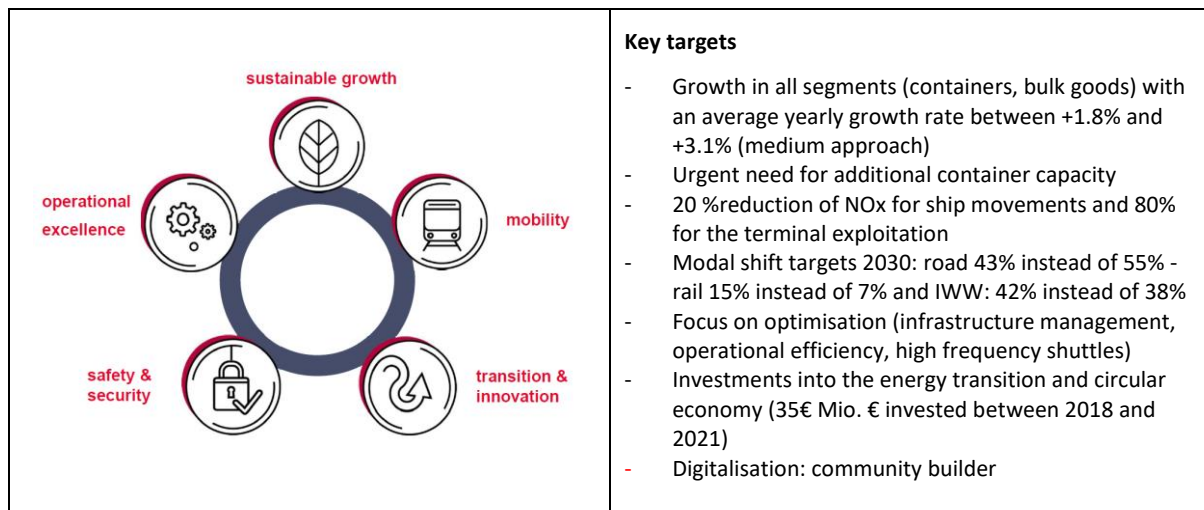 sustainable growth
operational
excellence
mobility
safety &
security
transition &
innovation
Key targets
- Growth in all segments (containers, bulk goods) with
an average yearly growth rate between +1.8% and
+3.1% (medium approach)
- Urgent need for additional container capacity
- 20 %reduction of NOx for ship movements and 80%
for the terminal exploitation
- Modal shift targets 2030: road 43% instead of 55% -
rail 15% instead of 7% and IWW: 42% instead of 38%
- Focus on optimisation (infrastructure management,
operational efficiency, high frequency shuttles)
- Investments into the energy transition and circular
economy (35€ Mio. € invested between 2018 and
2021)
- Digitalisation: community builder